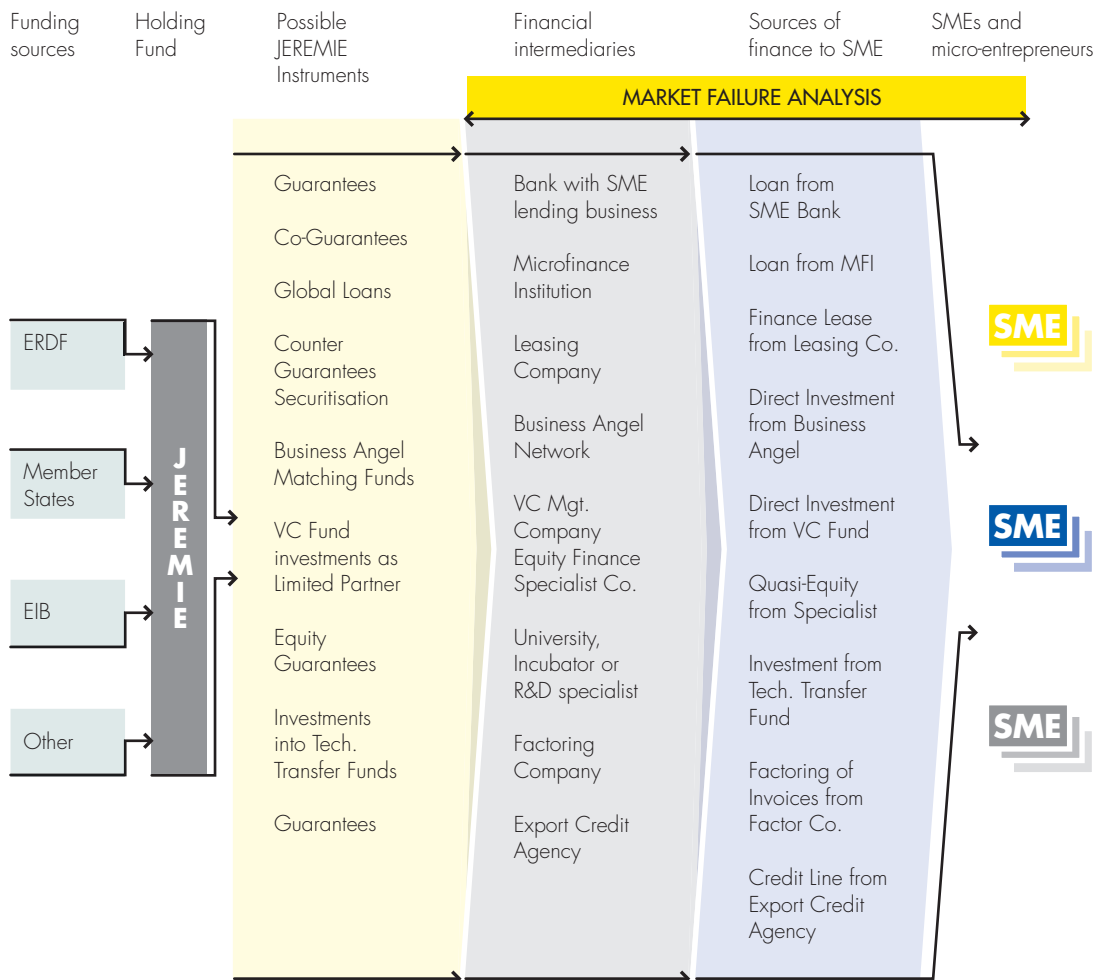 Funding
sources
Holding
Fund
Possible
JEREMIE
Instruments
Financial
intermediaries
Sources of
finance to SME
SMEs and
micro-entrepreneurs
MARKET FAILURE ANALYSIS
ERDF
Member
States
EIB
Other
JEREMIE
Guarantees
Co-Guarantees
Global Loans
Counter
Guarantees
Securitisation
Business Angel
Matching Funds
VC Fund
investments as
Limited Partner
Equity
Guarantees
Investments
into Tech.
Transfer Funds
Guarantees
Bank with SME
lending business
Microfinance
Institution
Leasing
Company
Business Angel
Network
VC Mgt.
Company
Equity Finance
Specialist Co.
University,
Incubator or
R&D specialist
Factoring
Company
Export Credit
Agency
Loan from
SME Bank
Loan from MFI
Finance Lease
from Leasing Co.
Direct Investment
from Business
Angel
Direct Investment
from VC Fund
Quasi-Equity
from Specialist
Investment from
Tech. Transfer
Fund
Factoring of
Invoices from
Factor Co.
Credit Line from
Export Credit
Agency
SME
SME
SME